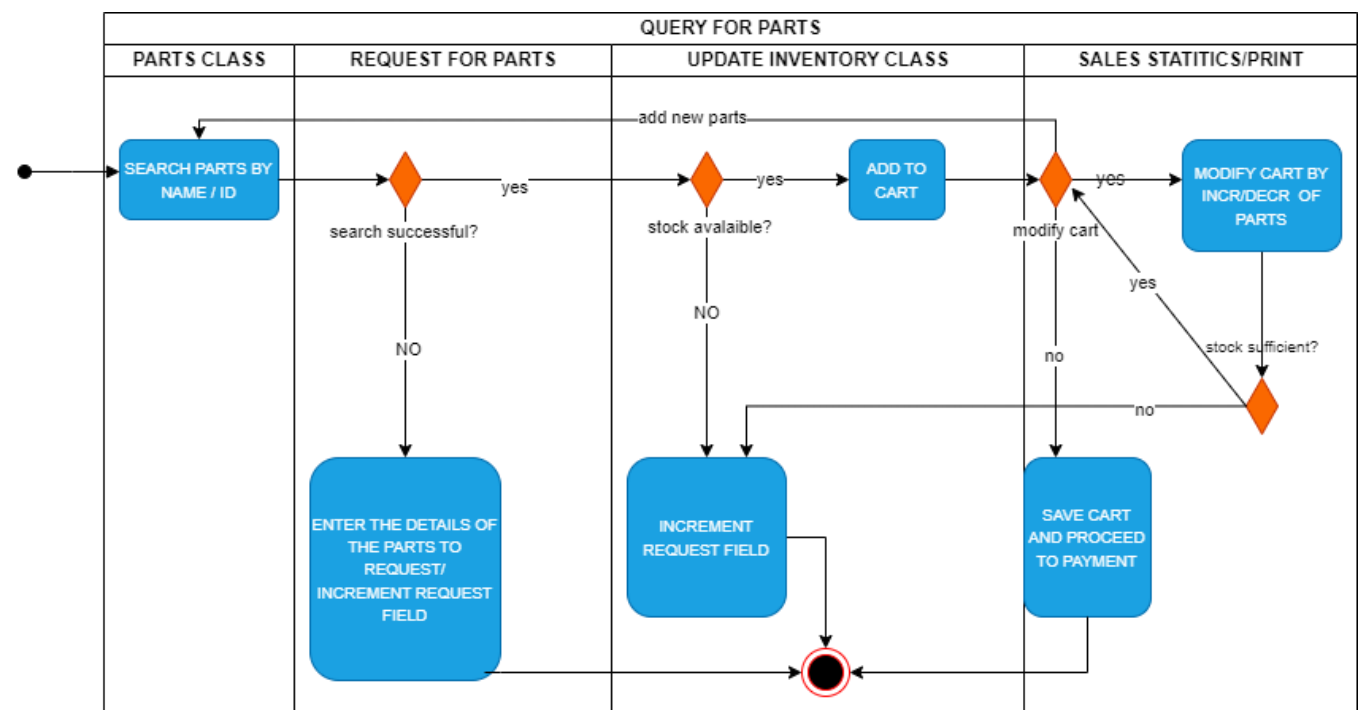 QUERY FOR PARTS
PARTS CLASS
REQUEST FOR PARTS
UPDATE INVENTORY CLASS
SALES STATITICS/PRINT
add new parts
SEARCH PARTS BY
NAME / ID
yes
search successful?
NO
yes
stock avalaible?
NO
ADD TO
CART
yes
modify cart
no
MODIFY CART BY
INCR/DECR OF
PARTS
yes
stock sufficient?
no
ENTER THE DETAILS OF
THE PARTS TO
REQUEST/
INCREMENT REQUEST
FIELD
INCREMENT
REQUEST FIELD
SAVE CART
AND PROCEED
TO PAYMENT